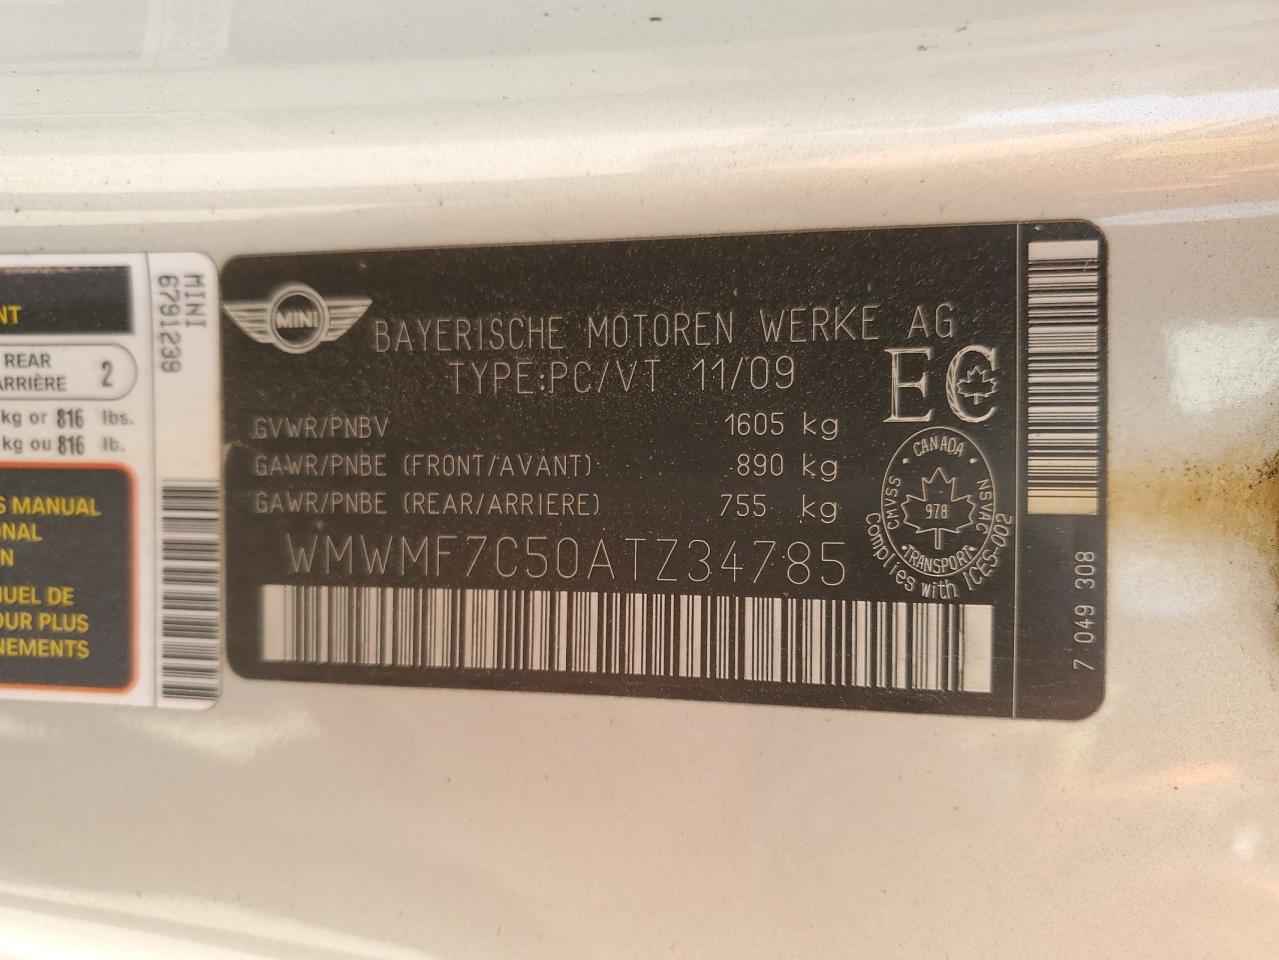 NT
REAR
ARRIÈRE 2
kg or 816 lbs.
kg ou 816 lb.
S MANUAL
ONAL
N
UEL DE
OUR PLUS
NEMENTS
MINI
6791239
MINI
BAYERISCHE MOTOREN WERKE AG
TYPE:PC/VT 11/09
EC
GVWR/PNBV 1605 kg
GAWR/PNBE (FRONT/AVANT) 890 kg
GAWR/PNBE (REAR/ARRIERE) 755 kg
WMWMF7C50ATZ34785
CANADA
CMVSS NSVAC
978
TRANSPORT
Complies with ICES-002
7 049 308